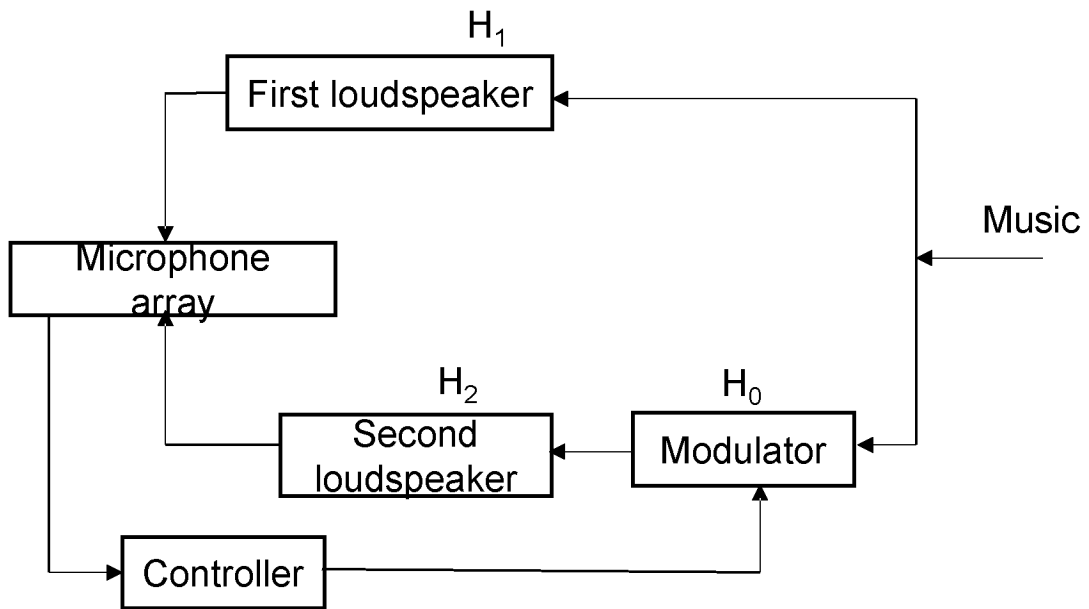 H₁
First loudspeaker
Music
Microphone
array
H₂
H₀
Second
loudspeaker
Modulator
Controller